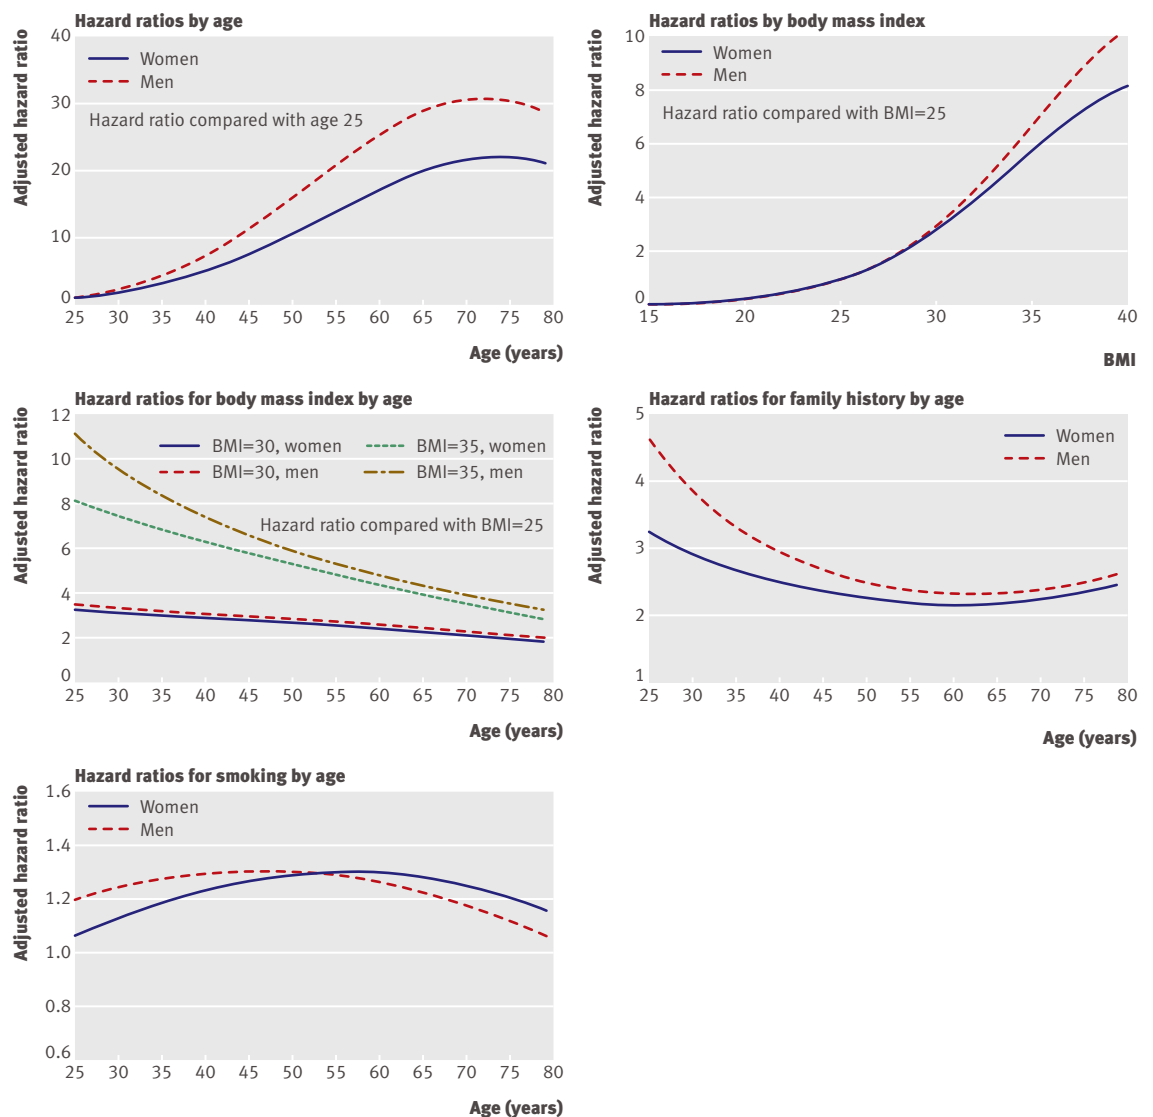 Hazard ratios by age
Adjusted hazard ratio
40
30
20
10
0
Women
Men
Hazard ratio compared with age 25
25 30 35 40 45 50 55 60 65 70 75 80
Age (years)
Hazard ratios by body mass index
Adjusted hazard ratio
10
8
6
4
2
0
Women
Men
Hazard ratio compared with BMI=25
15 20 25 30 35 40
BMI
Hazard ratios for body mass index by age
Adjusted hazard ratio
12
10
8
6
4
2
0
BMI=30, women
BMI=35, women
BMI=30, men
BMI=35, men
Hazard ratio compared with BMI=25
25 30 35 40 45 50 55 60 65 70 75 80
Age (years)
Hazard ratios for family history by age
Adjusted hazard ratio
5
4
3
2
1
Women
Men
25 30 35 40 45 50 55 60 65 70 75 80
Age (years)
Hazard ratios for smoking by age
Adjusted hazard ratio
1.6
1.4
1.2
1.0
0.8
0.6
Women
Men
25 30 35 40 45 50 55 60 65 70 75 80
Age (years)